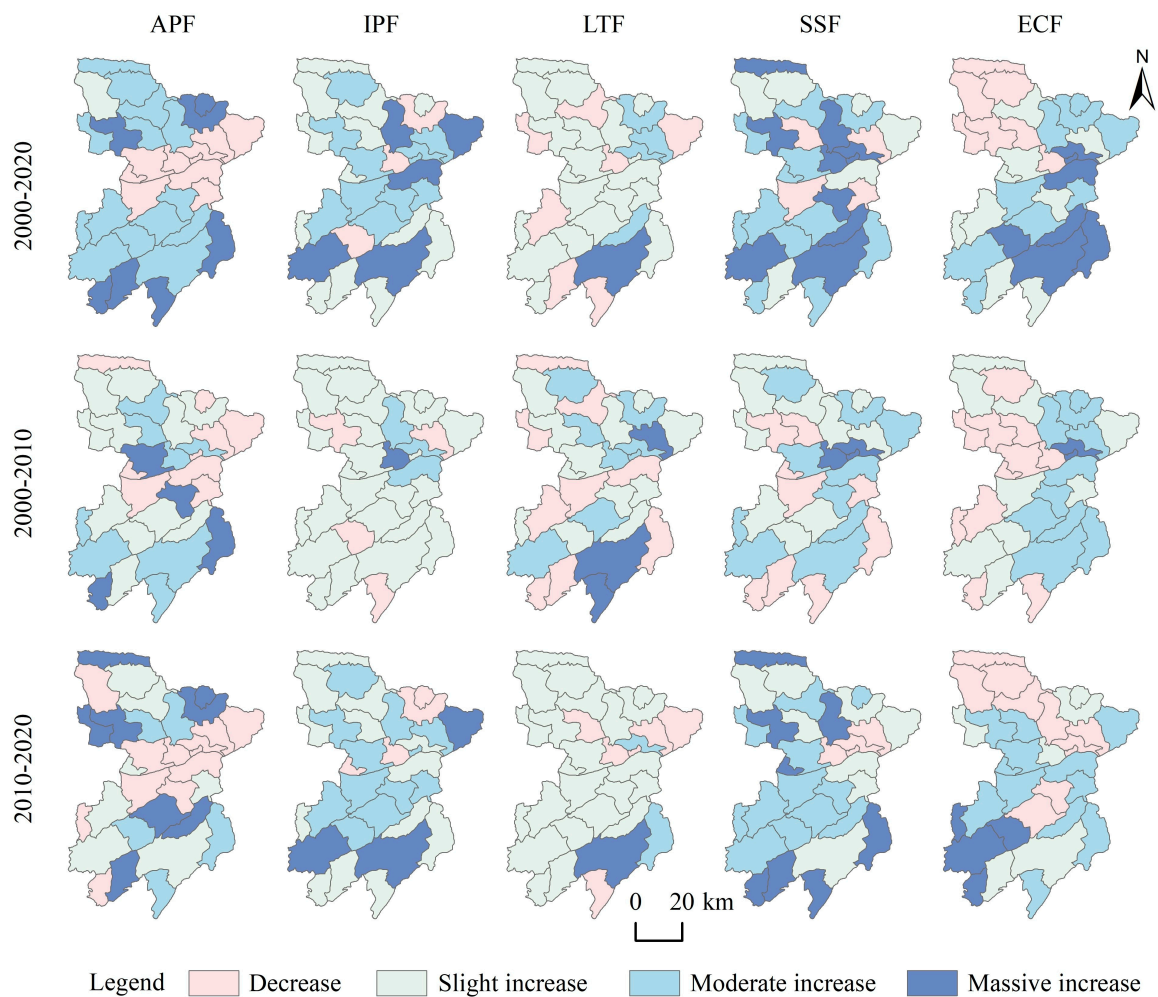 APF IPF LTF SSF ECF
N
2000-2020
2000-2010
2010-2020
0 20 km
Legend Decrease Slight increase Moderate increase Massive increase